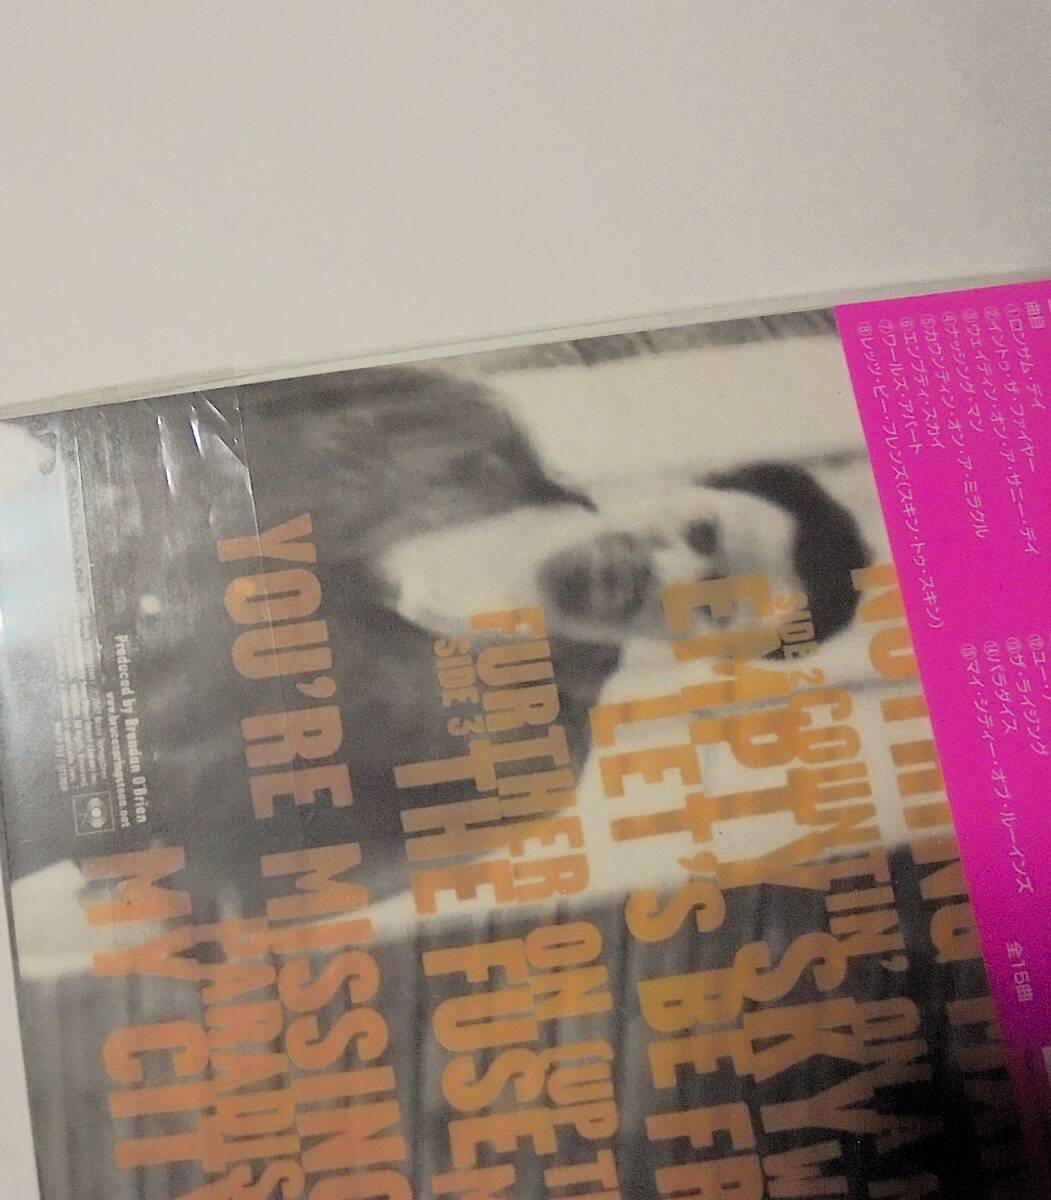 曲目
①ロンサム・デイ
②イントゥ・ザ・ファイヤー
③ウェイティン・オン・ア・サニー・デイ
④ナッシング・マン
⑤カウンティン・オン・ア・ミラクル
⑥エンプティ・スカイ
⑦ワールズ・アパート
⑧レッツ・ビー・フレンズ(スキン・トゥ・スキン)
⑬ザ・ライジング
⑭パラダイス
⑮マイ・シティー・オブ・ルーインズ
全15曲
NOTHING MAN
SIDE 2 COUNTIN' ON A
EMPTY SKY W
LET'S BE FR
FURTHER ON (UP T
SIDE 3 THE FUSE
YOU'RE MISSING
PARADIS
MY CIT
Produced by Brendan O'Brien
www.brucespringsteen.net